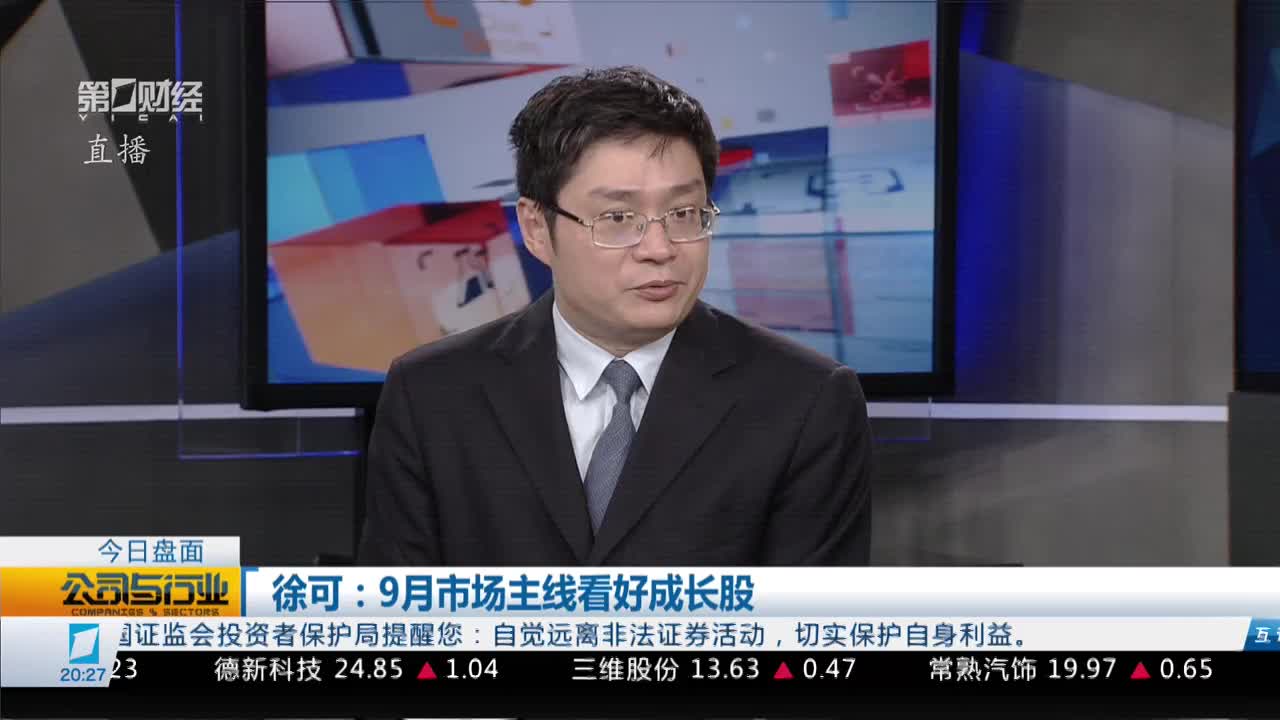 第一财经
YICAI
直播
今日盘面
公司与行业
COMPANIES & SECTORS
徐可：9月市场主线看好成长股
国证监会投资者保护局提醒您：自觉远离非法证券活动，切实保护自身利益。
20:27
23 德新科技 24.85 ▲ 1.04 三维股份 13.63 ▲ 0.47 常熟汽饰 19.97 ▲ 0.65